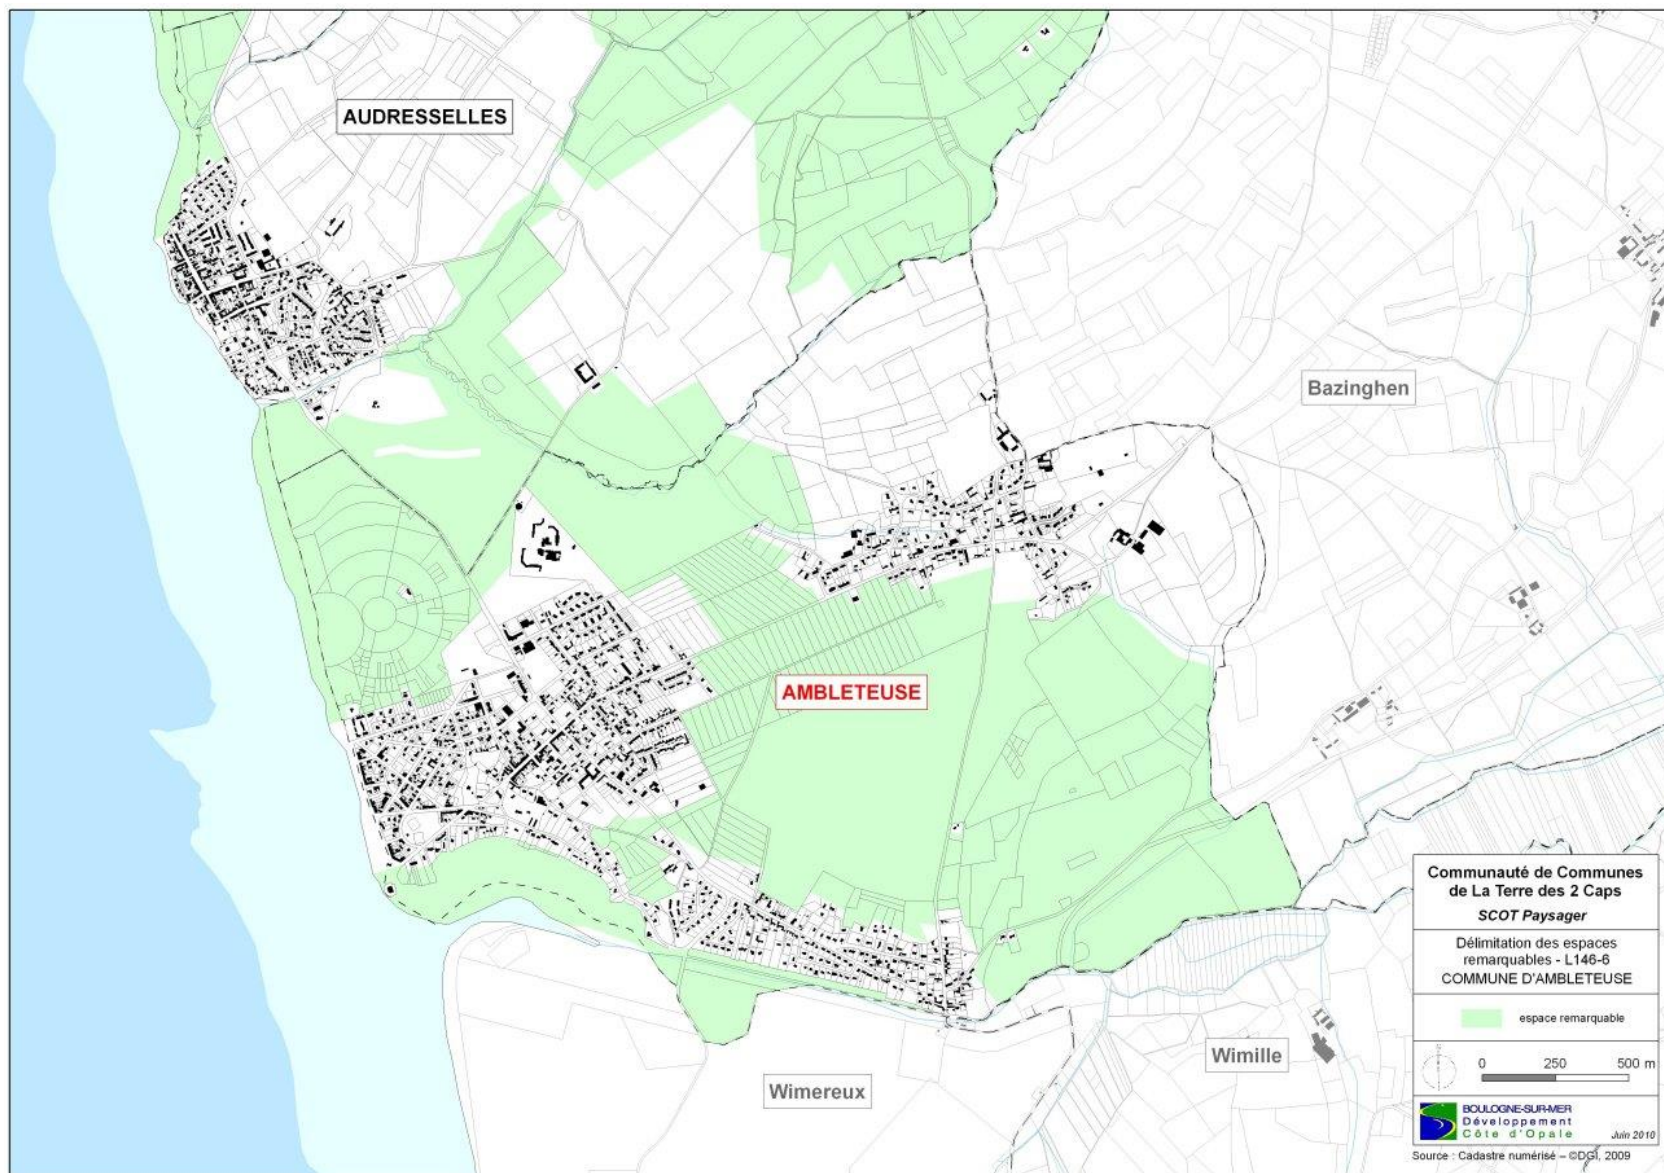 AUDRESSELLES
Bazinghen
AMBLETEUSE
Wimereux
Wimille
Communauté de Communes
de La Terre des 2 Caps
SCOT Paysager
Délimitation des espaces
remarquables - L146-6
COMMUNE D'AMBLETEUSE
espace remarquable
0 250 500 m
BOULOGNE-SUR-MER
Développement
Côte d'Opale
Juin 2010
Source : Cadastre numérisé – ©DGI, 2009